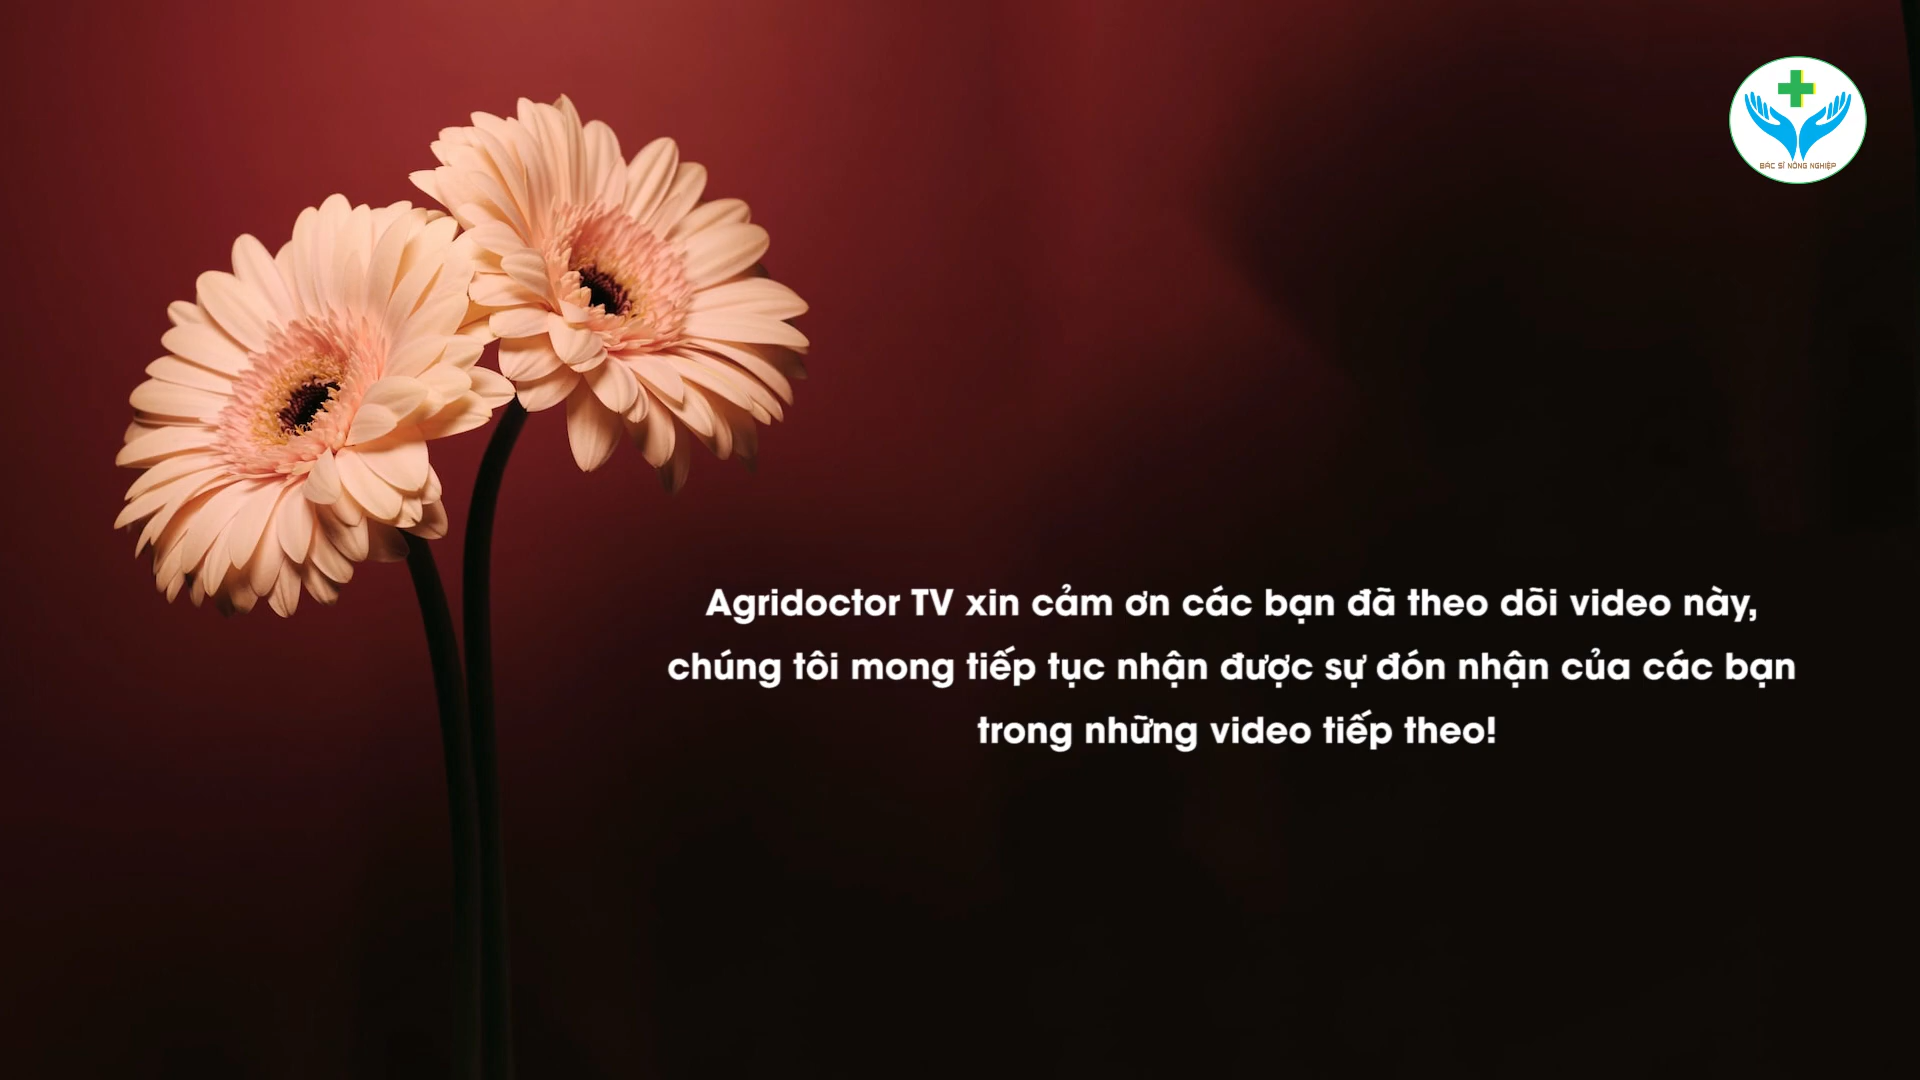 BÁC SĨ NÔNG NGHIỆP
Agridoctor TV xin cảm ơn các bạn đã theo dõi video này,
chúng tôi mong tiếp tục nhận được sự đón nhận của các bạn
trong những video tiếp theo!